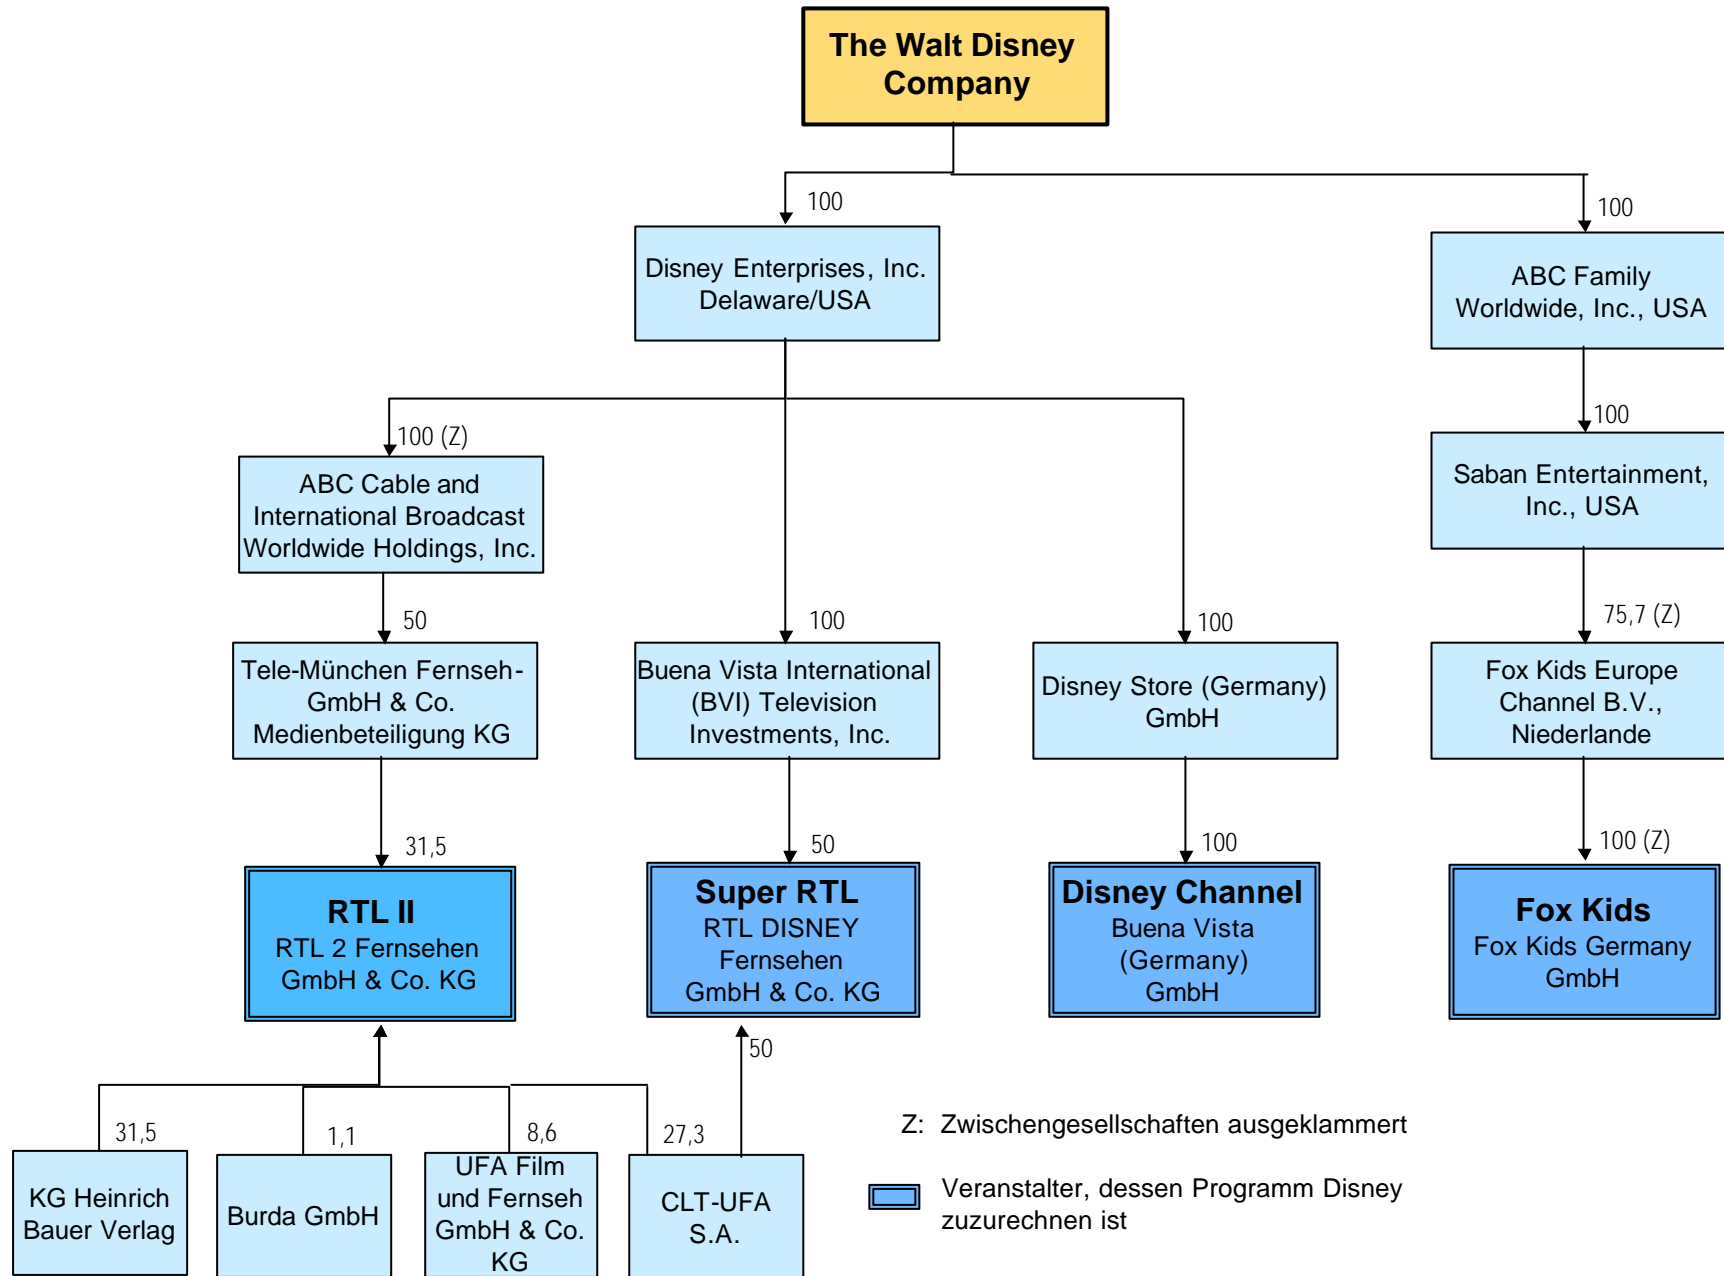 The Walt Disney
Company
100
100
Disney Enterprises, Inc.
Delaware/USA
ABC Family
Worldwide, Inc., USA
100 (Z)
100
ABC Cable and
International Broadcast
Worldwide Holdings, Inc.
Saban Entertainment,
Inc., USA
50
100
100
75,7 (Z)
Tele-München Fernseh-
GmbH & Co.
Medienbeteiligung KG
Buena Vista International
(BVI) Television
Investments, Inc.
Disney Store (Germany)
GmbH
Fox Kids Europe
Channel B.V.,
Niederlande
31,5
50
100
100 (Z)
RTL II
RTL 2 Fernsehen
GmbH & Co. KG
Super RTL
RTL DISNEY
Fernsehen
GmbH & Co. KG
Disney Channel
Buena Vista
(Germany)
GmbH
Fox Kids
Fox Kids Germany
GmbH
50
31,5
1,1
8,6
27,3
KG Heinrich
Bauer Verlag
Burda GmbH
UFA Film
und Fernseh
GmbH & Co.
KG
CLT-UFA
S.A.
Z: Zwischengesellschaften ausgeklammert
Veranstalter, dessen Programm Disney
zuzurechnen ist